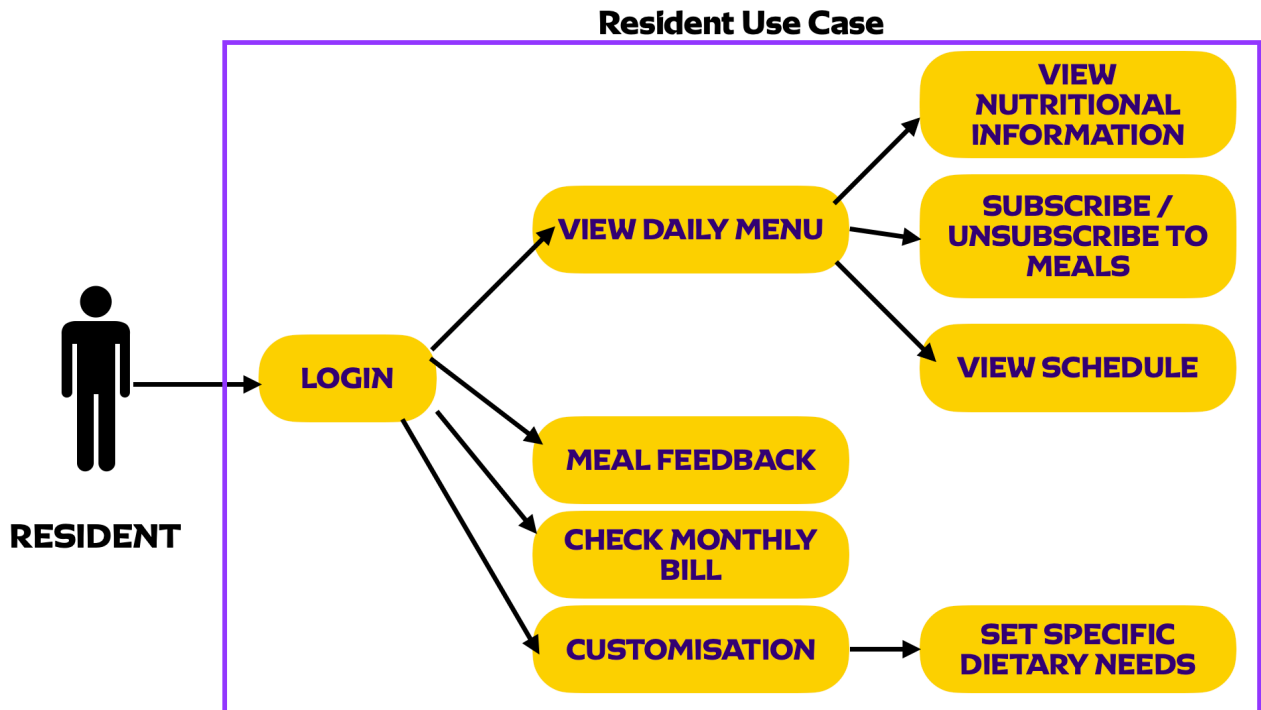 Resident Use Case
VIEW
NUTRITIONAL
INFORMATION
SUBSCRIBE /
UNSUBSCRIBE TO
MEALS
VIEW DAILY MENU
VIEW SCHEDULE
LOGIN
MEAL FEEDBACK
RESIDENT
CHECK MONTHLY
BILL
CUSTOMISATION
SET SPECIFIC
DIETARY NEEDS